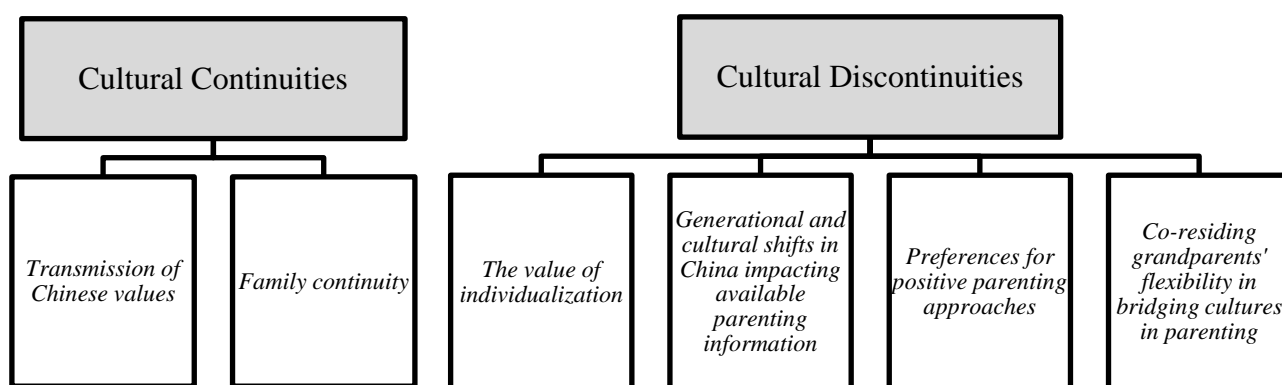 Cultural Continuities
Transmission of
Chinese values
Family continuity
Cultural Discontinuities
The value of
individualization
Generational and
cultural shifts in
China impacting
available
parenting
information
Preferences for
positive parenting
approaches
Co-residing
grandparents'
flexibility in
bridging cultures
in parenting